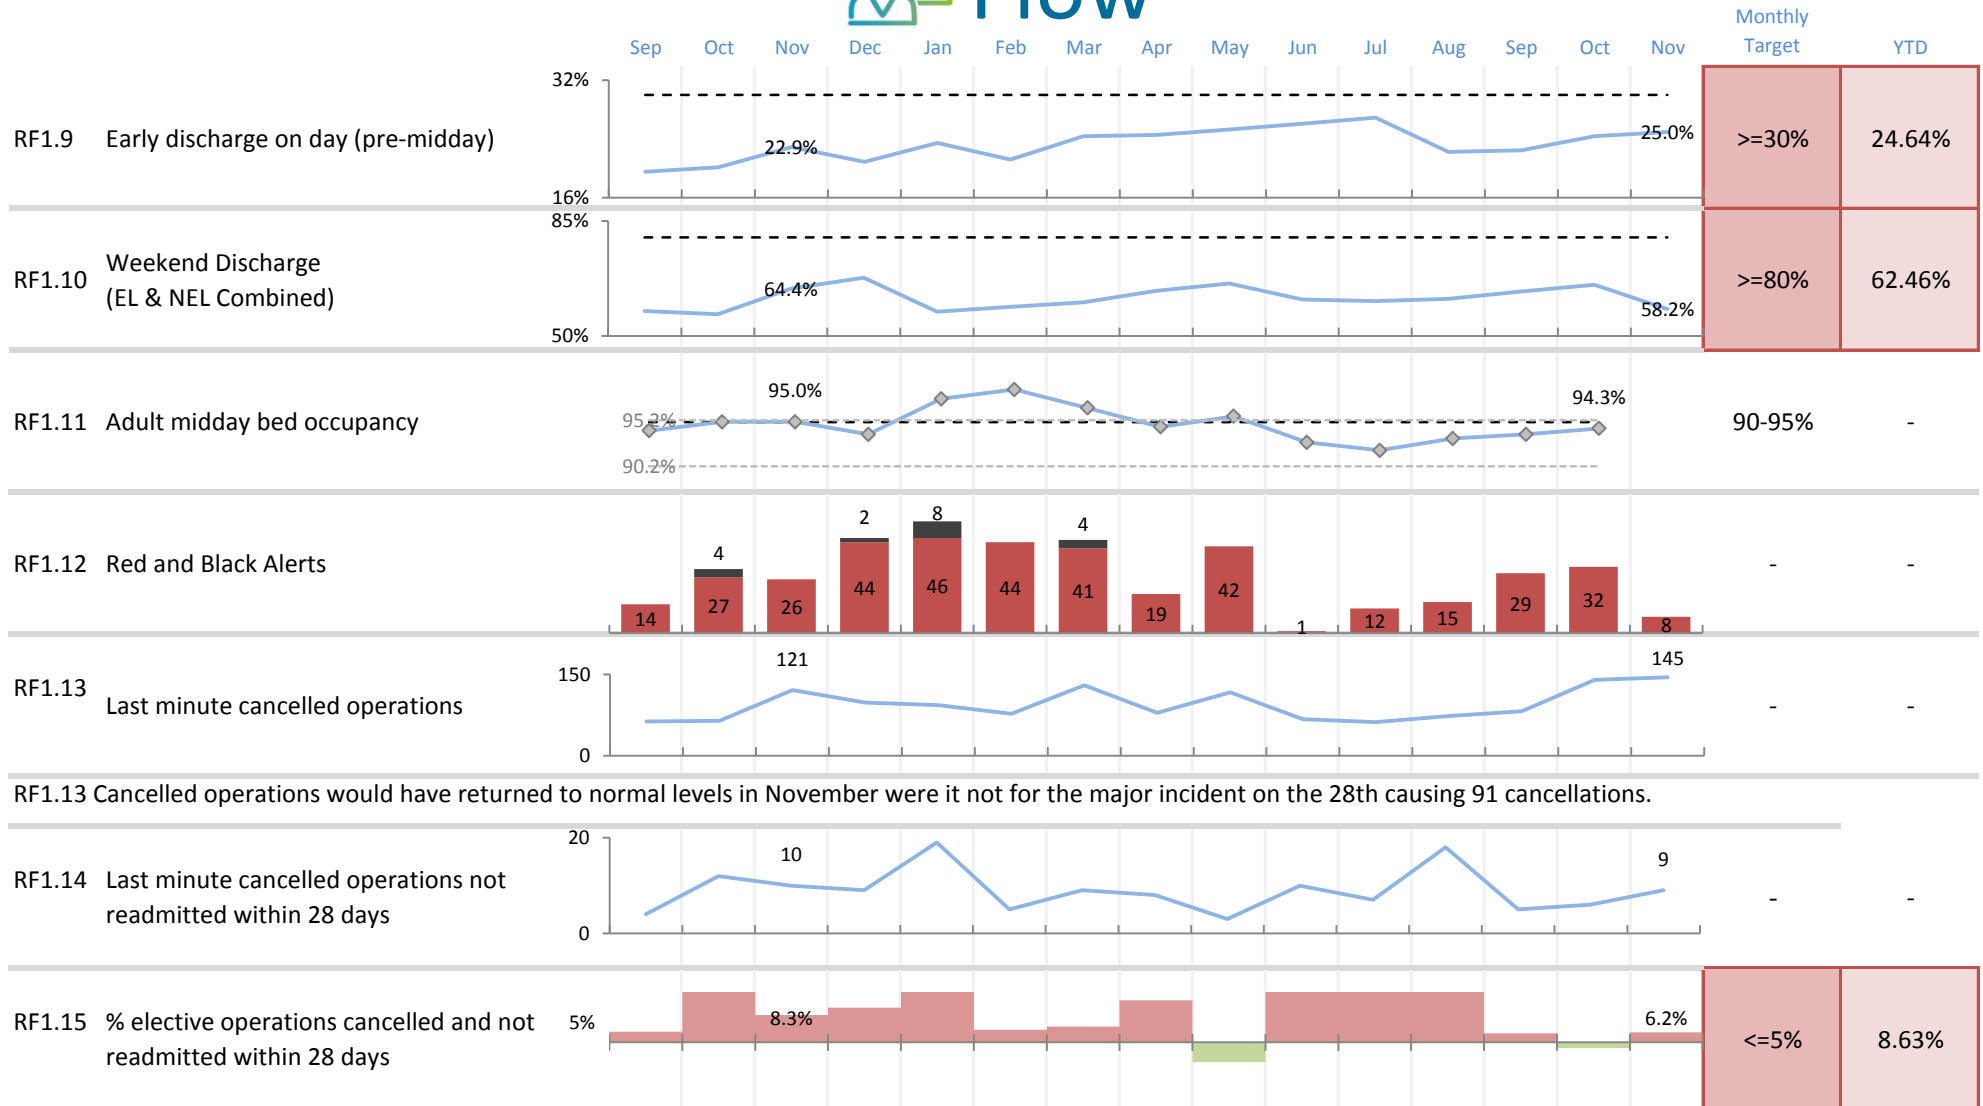 Flow
Monthly
Sep Oct Nov Dec Jan Feb Mar Apr May Jun Jul Aug Sep Oct Nov Target YTD
32%
RF1.9 Early discharge on day (pre-midday) 22.9% 25.0% >=30% 24.64%
16%
85%
RF1.10 Weekend Discharge
(EL & NEL Combined) 64.4% 58.2% >=80% 62.46%
50%
95.0% 94.3%
RF1.11 Adult midday bed occupancy 95.2% 90-95% -
90.2%
4 2 8 4
RF1.12 Red and Black Alerts - -
14 27 26 44 46 44 41 19 42 1 12 15 29 32 8
121 145
150
RF1.13 Last minute cancelled operations - -
0
RF1.13 Cancelled operations would have returned to normal levels in November were it not for the major incident on the 28th causing 91 cancellations.
20
10 9
RF1.14 Last minute cancelled operations not
readmitted within 28 days - -
0
RF1.15 % elective operations cancelled and not 5% 8.3% 6.2%
readmitted within 28 days <=5% 8.63%